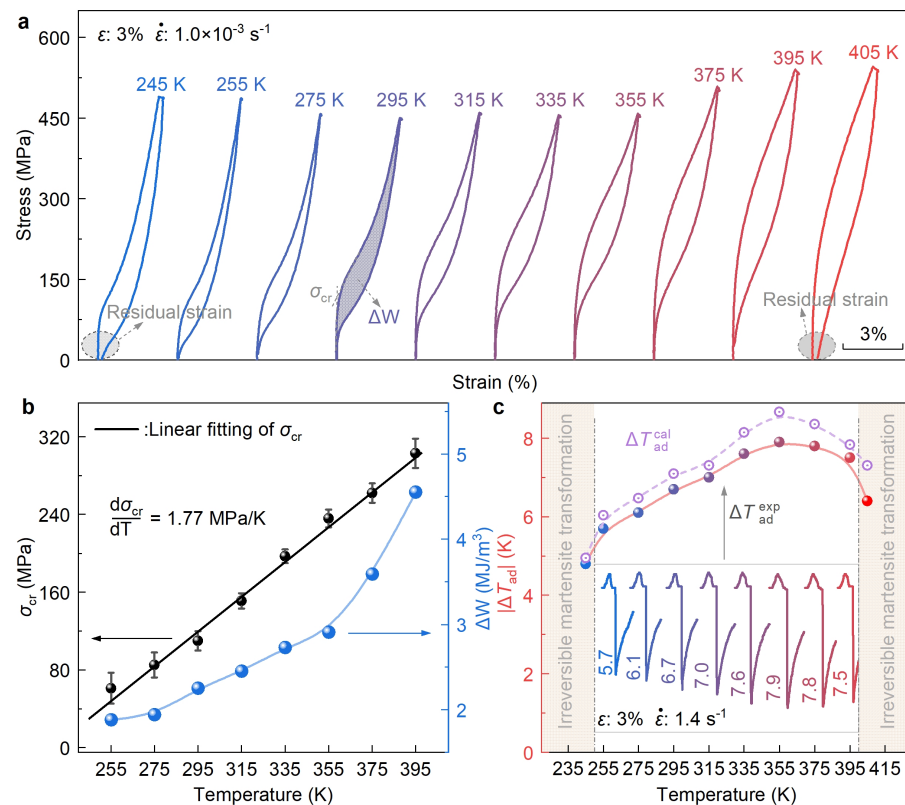 a
ε: 3% ε̇: 1.0×10⁻³ s⁻¹
600
450
300
150
0
Stress (MPa)
245 K
255 K
275 K
295 K
315 K
335 K
355 K
375 K
395 K
405 K
σcr
ΔW
Residual strain
Residual strain
3%
Strain (%)
b
:Linear fitting of σcr
dσcr/dT = 1.77 MPa/K
320
240
160
80
0
σcr (MPa)
5
4
3
2
ΔW (MJ/m³)
255 275 295 315 335 355 375 395
Temperature (K)
c
8
6
4
2
0
|ΔTad| (K)
Irreversible martensite transformation
Irreversible martensite transformation
ΔTad^cal
ΔTad^exp
5.7 6.1 6.7 7.0 7.6 7.9 7.8 7.5
ε: 3% ε̇: 1.4 s⁻¹
235 255 275 295 315 335 355 375 395 415
Temperature (K)